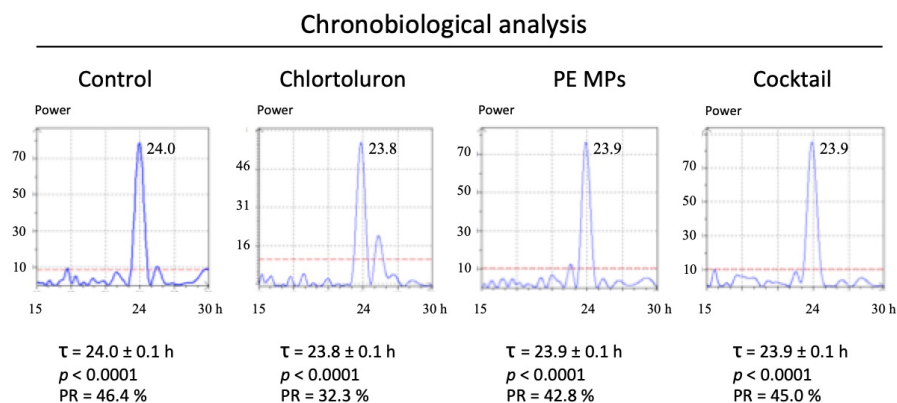 Chronobiological analysis
Control
Chlortoluron
PE MPs
Cocktail
Power
Power
Power
Power
24.0
23.8
23.9
23.9
70
50
30
10
46
31
16
70
50
30
10
70
50
30
10
15 24 30 h
15 24 30 h
15 24 30 h
15 24 30 h
τ = 24.0 ± 0.1 h
p < 0.0001
PR = 46.4 %
τ = 23.8 ± 0.1 h
p < 0.0001
PR = 32.3 %
τ = 23.9 ± 0.1 h
p < 0.0001
PR = 42.8 %
τ = 23.9 ± 0.1 h
p < 0.0001
PR = 45.0 %